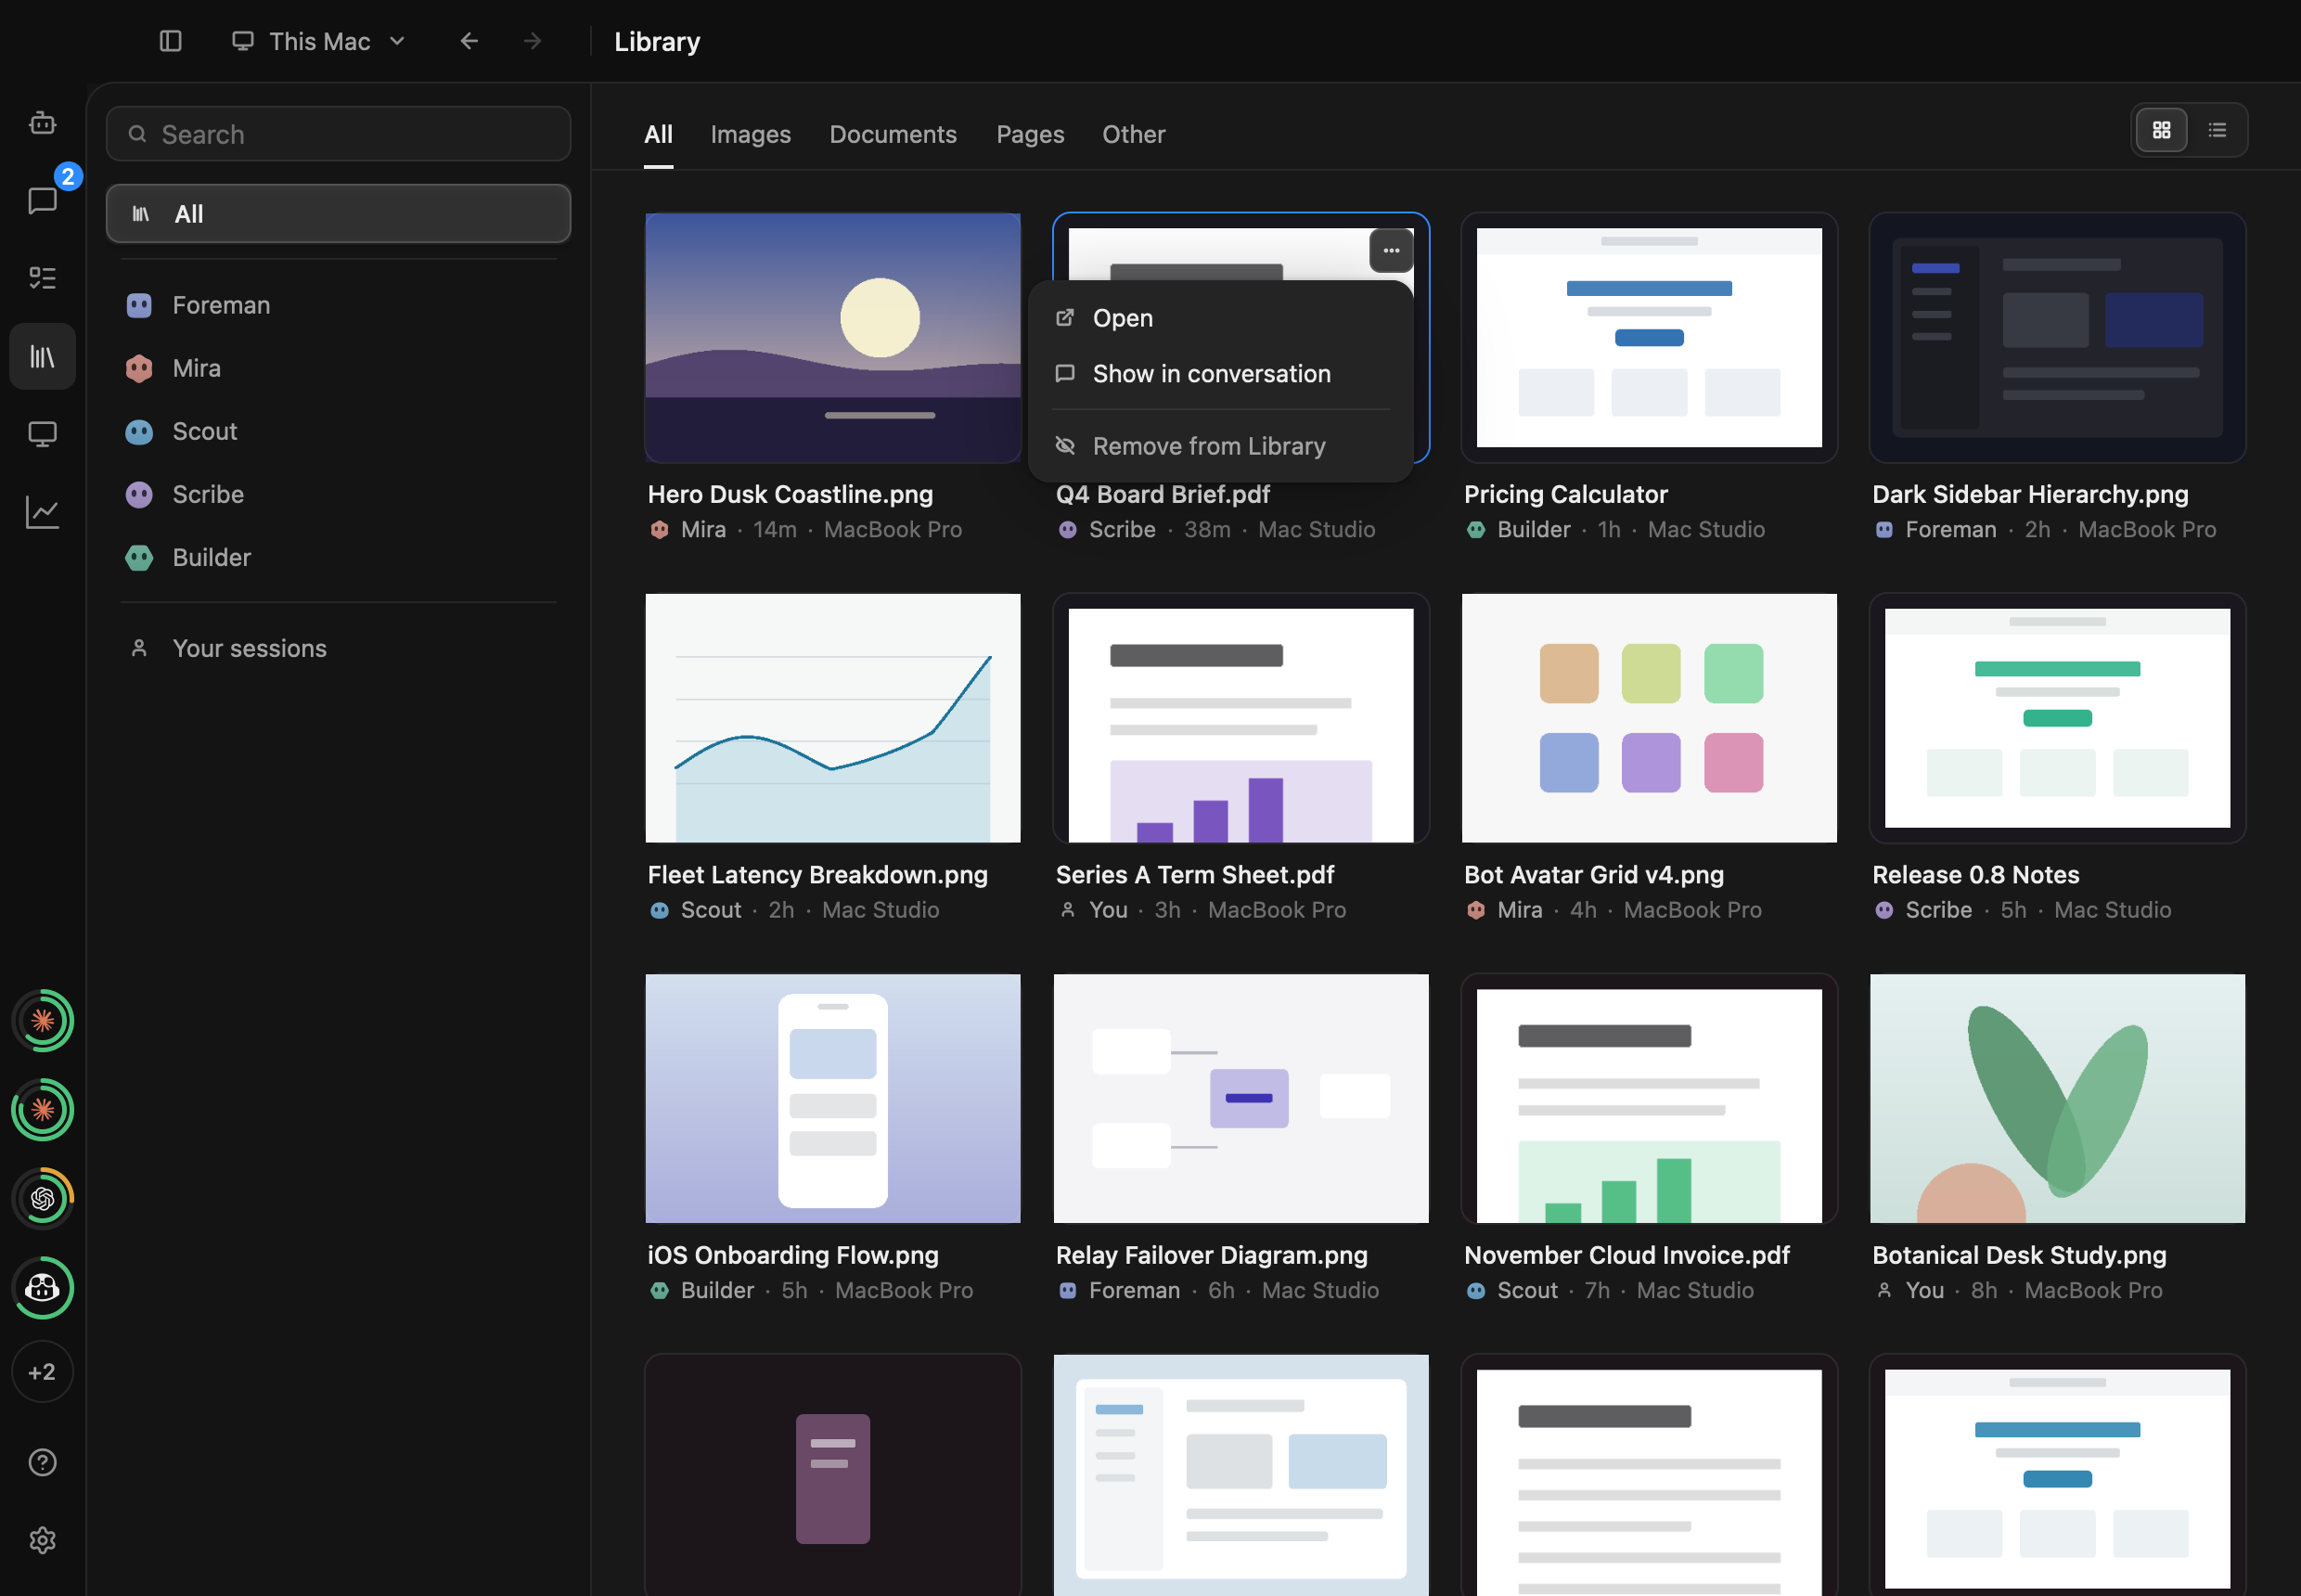 This Mac
Library
2
Search
All
Foreman
Mira
Scout
Scribe
Builder
Your sessions
+2
All Images Documents Pages Other
Open
Show in conversation
Remove from Library
Hero Dusk Coastline.png
Mira · 14m · MacBook Pro
Q4 Board Brief.pdf
Scribe · 38m · Mac Studio
Pricing Calculator
Builder · 1h · Mac Studio
Dark Sidebar Hierarchy.png
Foreman · 2h · MacBook Pro
Fleet Latency Breakdown.png
Scout · 2h · Mac Studio
Series A Term Sheet.pdf
You · 3h · MacBook Pro
Bot Avatar Grid v4.png
Mira · 4h · MacBook Pro
Release 0.8 Notes
Scribe · 5h · Mac Studio
iOS Onboarding Flow.png
Builder · 5h · MacBook Pro
Relay Failover Diagram.png
Foreman · 6h · Mac Studio
November Cloud Invoice.pdf
Scout · 7h · Mac Studio
Botanical Desk Study.png
You · 8h · MacBook Pro